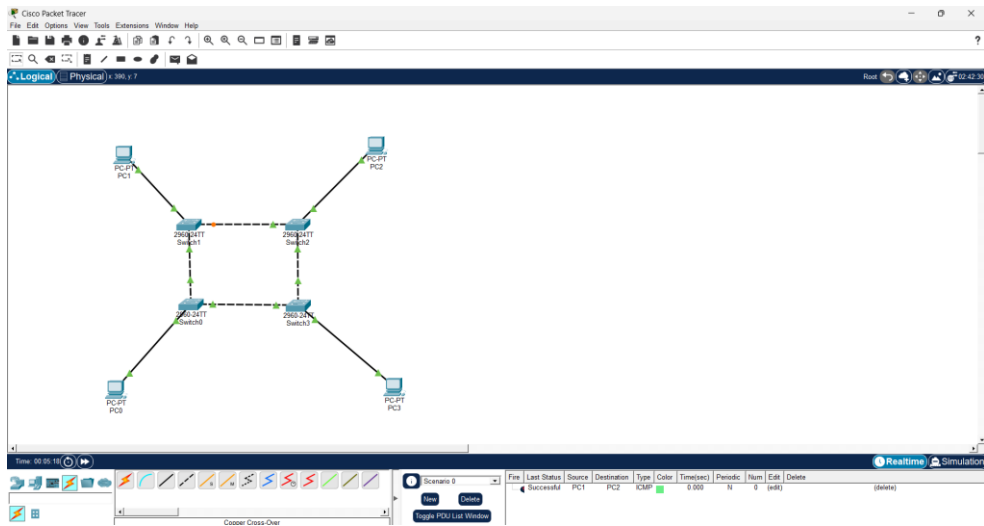 Cisco Packet Tracer
File Edit Options View Tools Extensions Window Help
?
Logical Physical x: 390, y: 7 Root 02:42:30
PC-PT
PC1
PC-PT
PC2
2960-24TT
Switch1
2960-24TT
Switch2
2960-24TT
Switch0
2960-24TT
Switch3
PC-PT
PC0
PC-PT
PC3
Time: 00:05:18 Realtime Simulation
Scenario 0
New Delete
Toggle PDU List Window
Fire Last Status Source Destination Type Color Time(sec) Periodic Num Edit Delete
Successful PC1 PC2 ICMP 0.000 N 0 (edit) (delete)
Copper Cross-Over